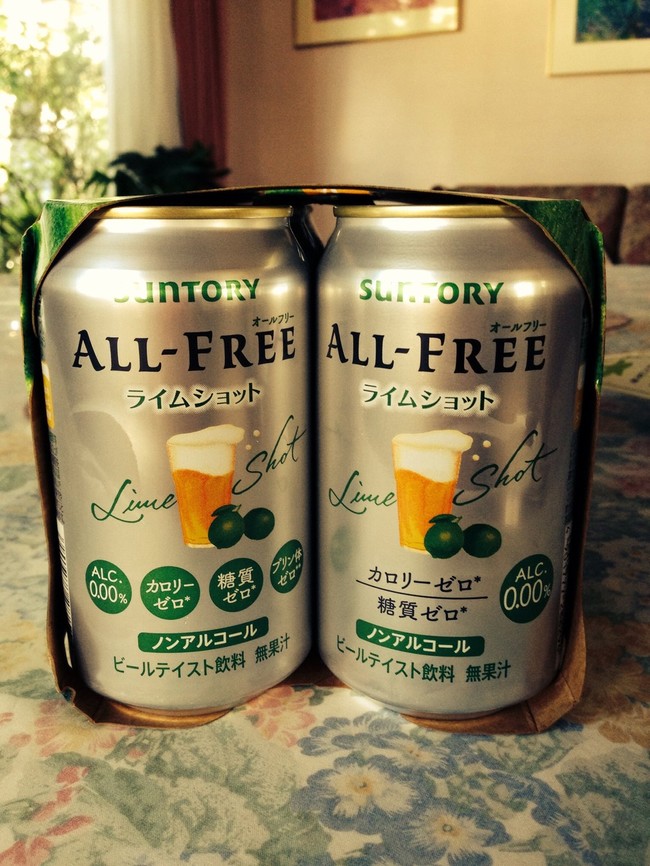 SUNTORY
オールフリー
ALL-FREE
ライムショット
Lime Shot
ALC.
0.00%
カロリー
ゼロ*
糖質
ゼロ*
プリン体
ゼロ**
ノンアルコール
ビールテイスト飲料 無果汁
SUNTORY
オールフリー
ALL-FREE
ライムショット
Lime Shot
カロリーゼロ*
糖質ゼロ*
ALC.
0.00%
ノンアルコール
ビールテイスト飲料 無果汁